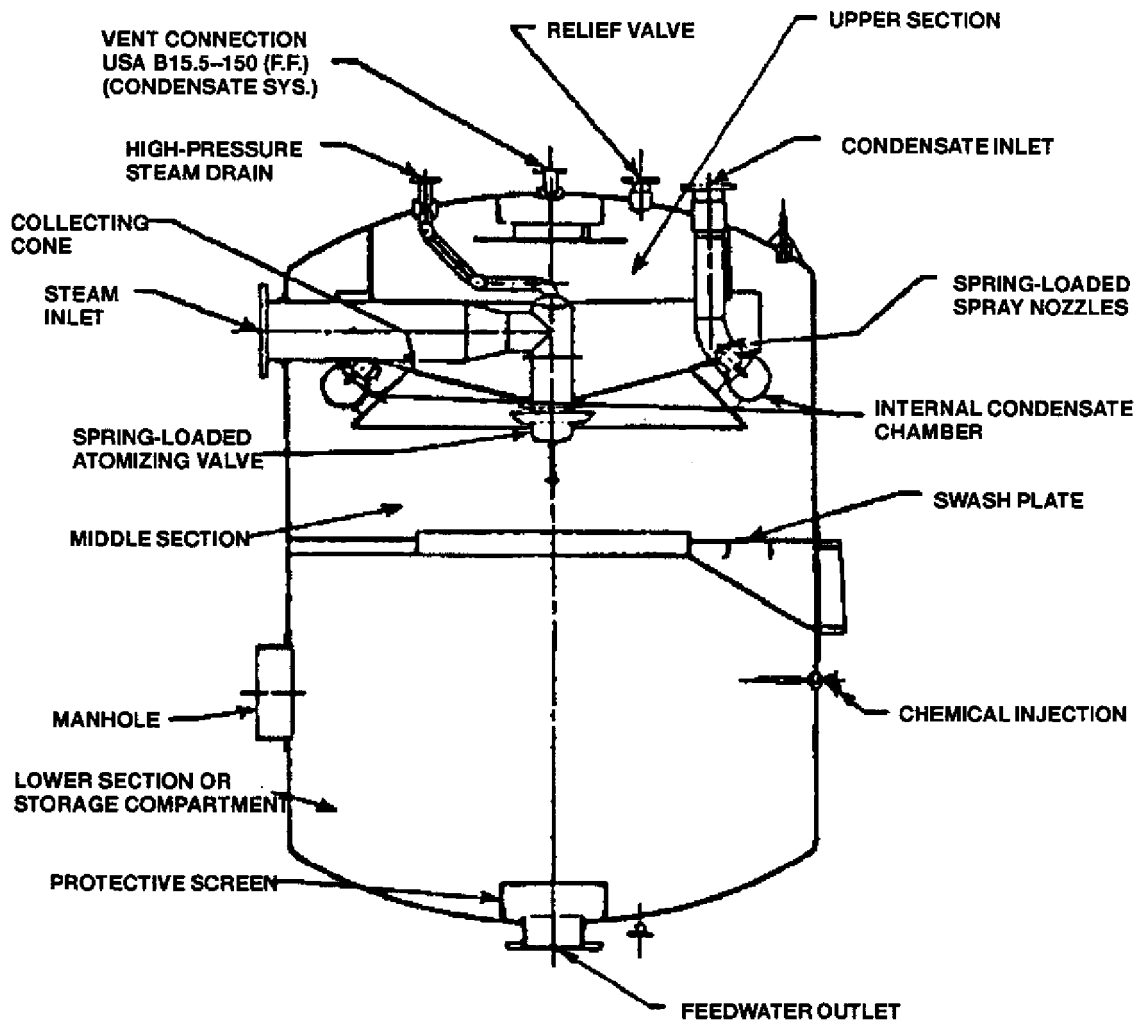 VENT CONNECTION
USA B15.5–150 (F.F.)
(CONDENSATE SYS.)
RELIEF VALVE
UPPER SECTION
HIGH-PRESSURE
STEAM DRAIN
CONDENSATE INLET
COLLECTING
CONE
STEAM
INLET
SPRING-LOADED
SPRAY NOZZLES
INTERNAL CONDENSATE
CHAMBER
SPRING-LOADED
ATOMIZING VALVE
SWASH PLATE
MIDDLE SECTION
MANHOLE
CHEMICAL INJECTION
LOWER SECTION OR
STORAGE COMPARTMENT
PROTECTIVE SCREEN
FEEDWATER OUTLET